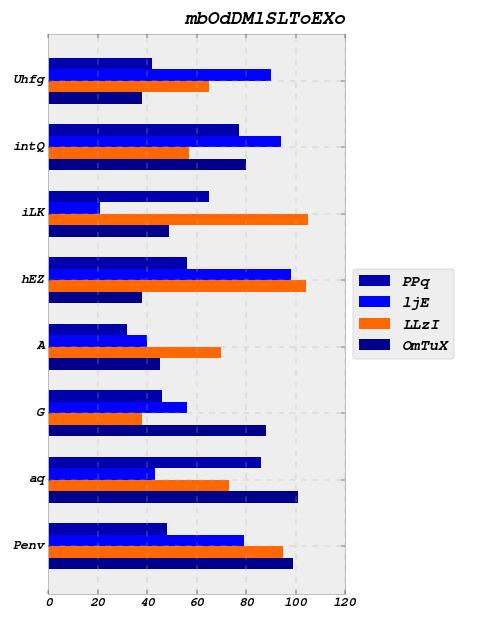 mbOdDMlSLToEXo
Uhfg
intQ
iLK
hEZ
A
G
aq
Penv
0 20 40 60 80 100 120
PPq
ljE
LLzI
OmTuX